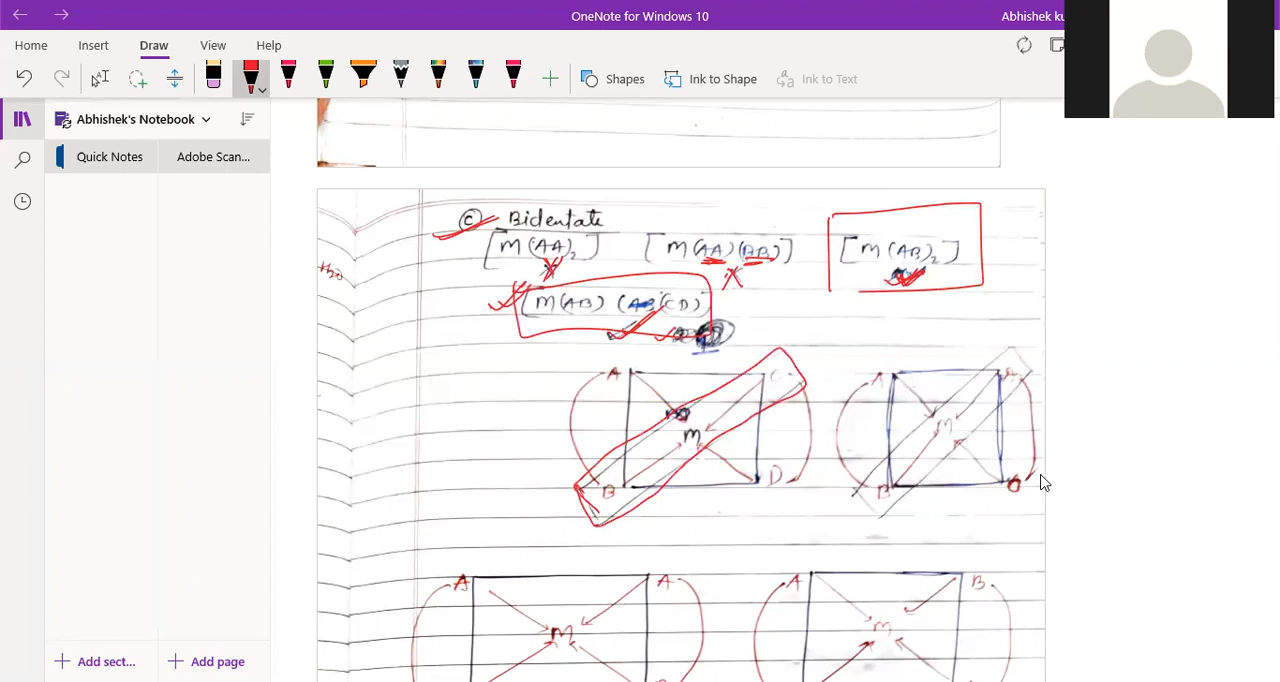 OneNote for Windows 10
Abhishek ku
Home Insert Draw View Help
Shapes Ink to Shape Ink to Text
Abhishek's Notebook
Quick Notes Adobe Scan...
Add sect... Add page
H₂O
C Bidentate
[M(AA)₂] [M(AA)(BB)] [M(AB)₂]
[M(AB) (CD)]
A C A
M M
B D B
A A A B
M M